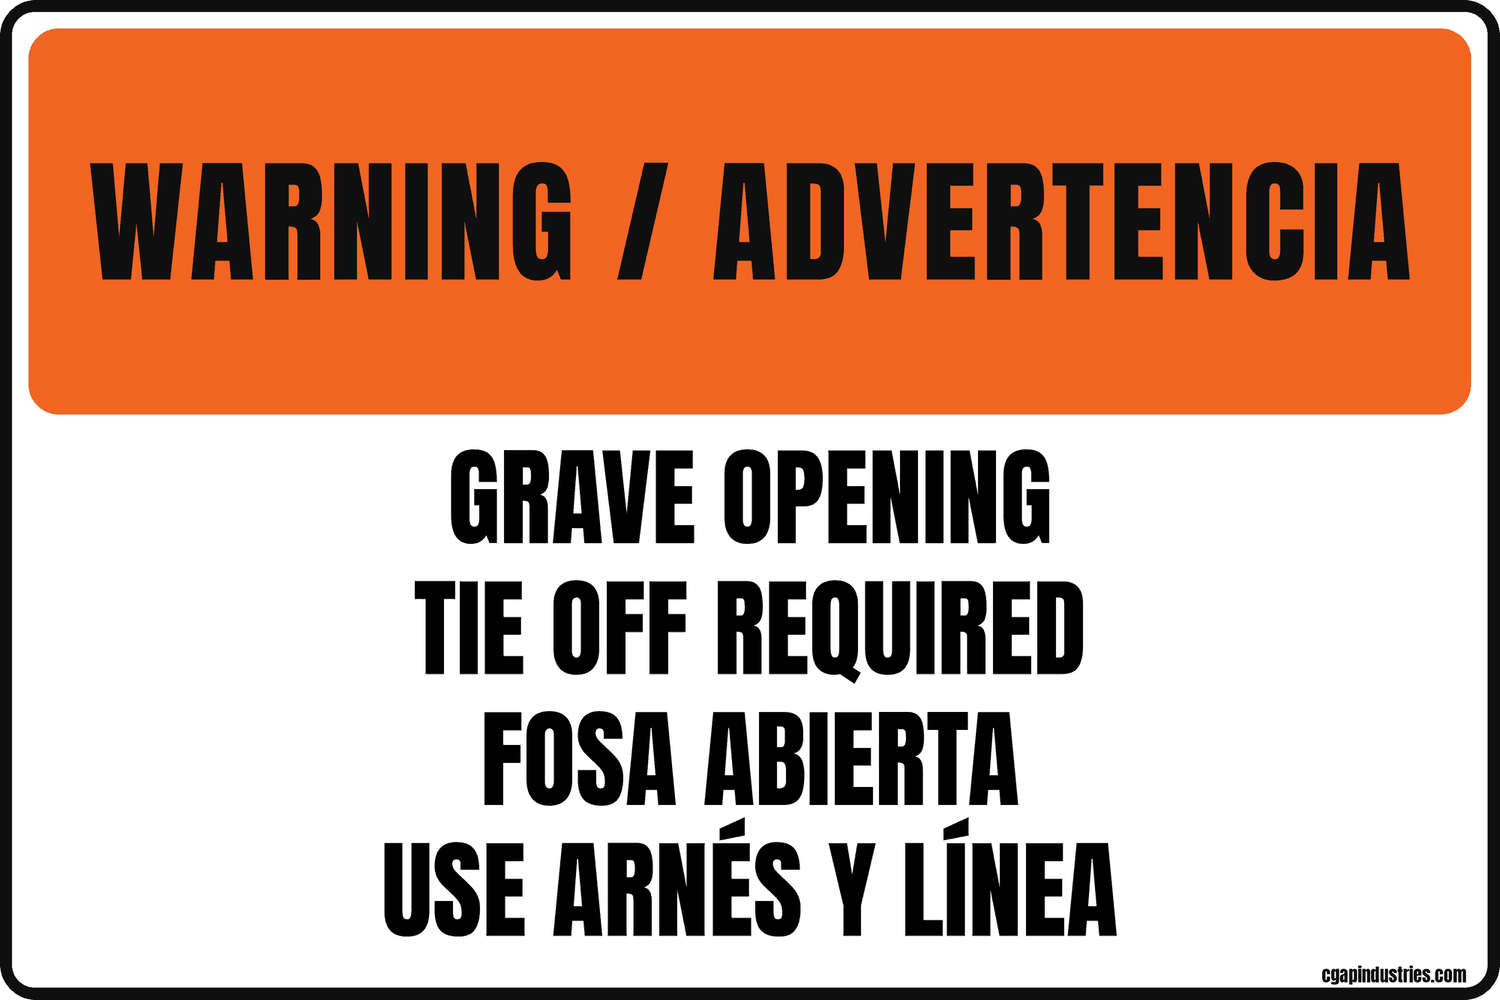 WARNING / ADVERTENCIA
GRAVE OPENING
TIE OFF REQUIRED
FOSA ABIERTA
USE ARNÉS Y LÍNEA
cgapindustries.com